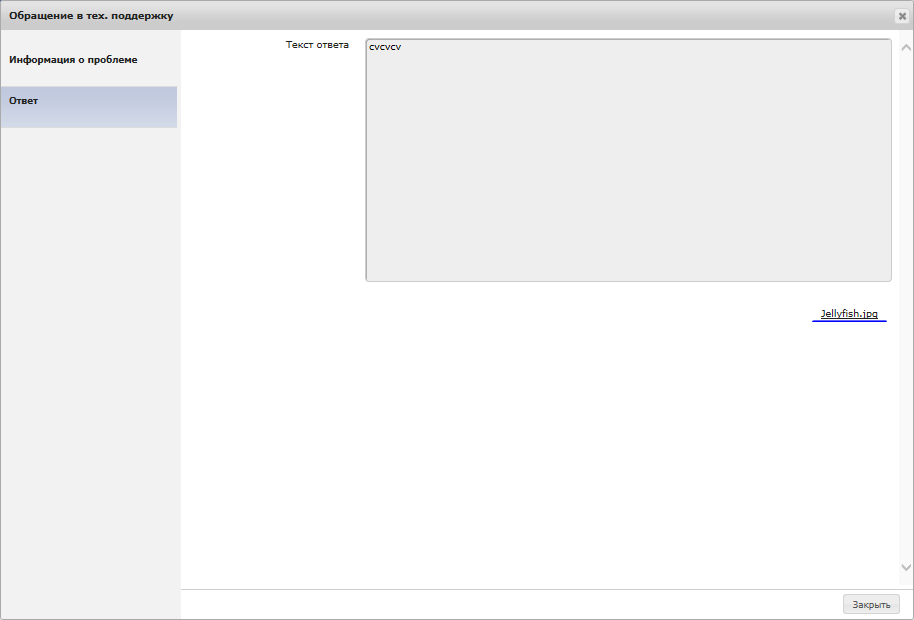 Обращение в тех. поддержку
Информация о проблеме
Ответ
Текст ответа
cvcvcv
Jellyfish.jpg
Закрыть